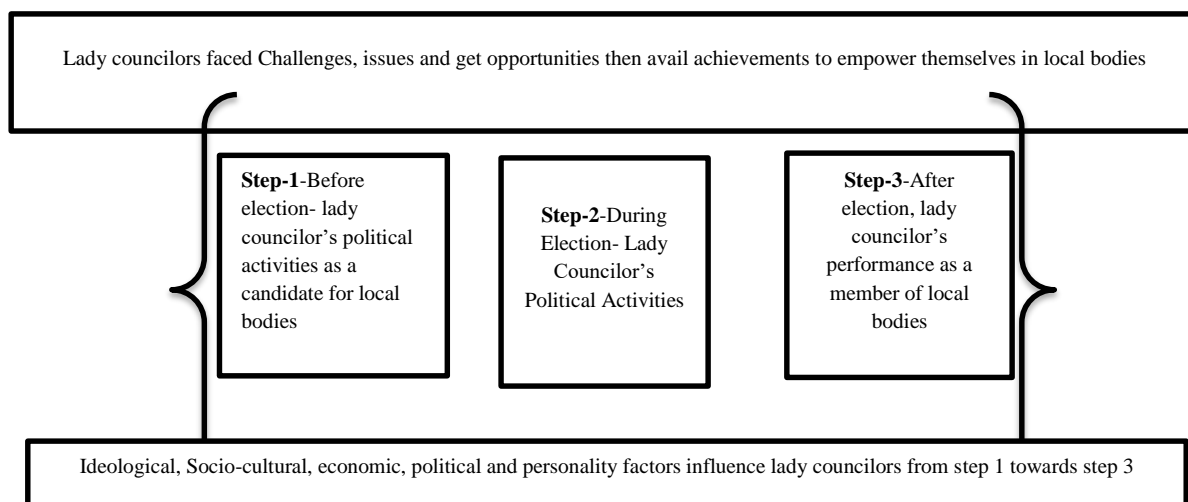 Lady councilors faced Challenges, issues and get opportunities then avail achievements to empower themselves in local bodies
Step-1-Before
election- lady
councilor’s political
activities as a
candidate for local
bodies
Step-2-During
Election- Lady
Councilor’s
Political Activities
Step-3-After
election, lady
councilor’s
performance as a
member of local
bodies
Ideological, Socio-cultural, economic, political and personality factors influence lady councilors from step 1 towards step 3